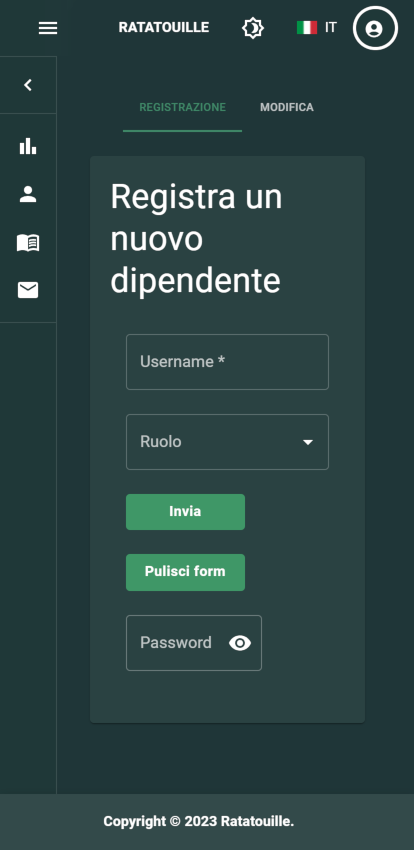 RATATOUILLE
IT
REGISTRAZIONE
MODIFICA
Registra un
nuovo
dipendente
Username *
Ruolo
Invia
Pulisci form
Password
Copyright © 2023 Ratatouille.